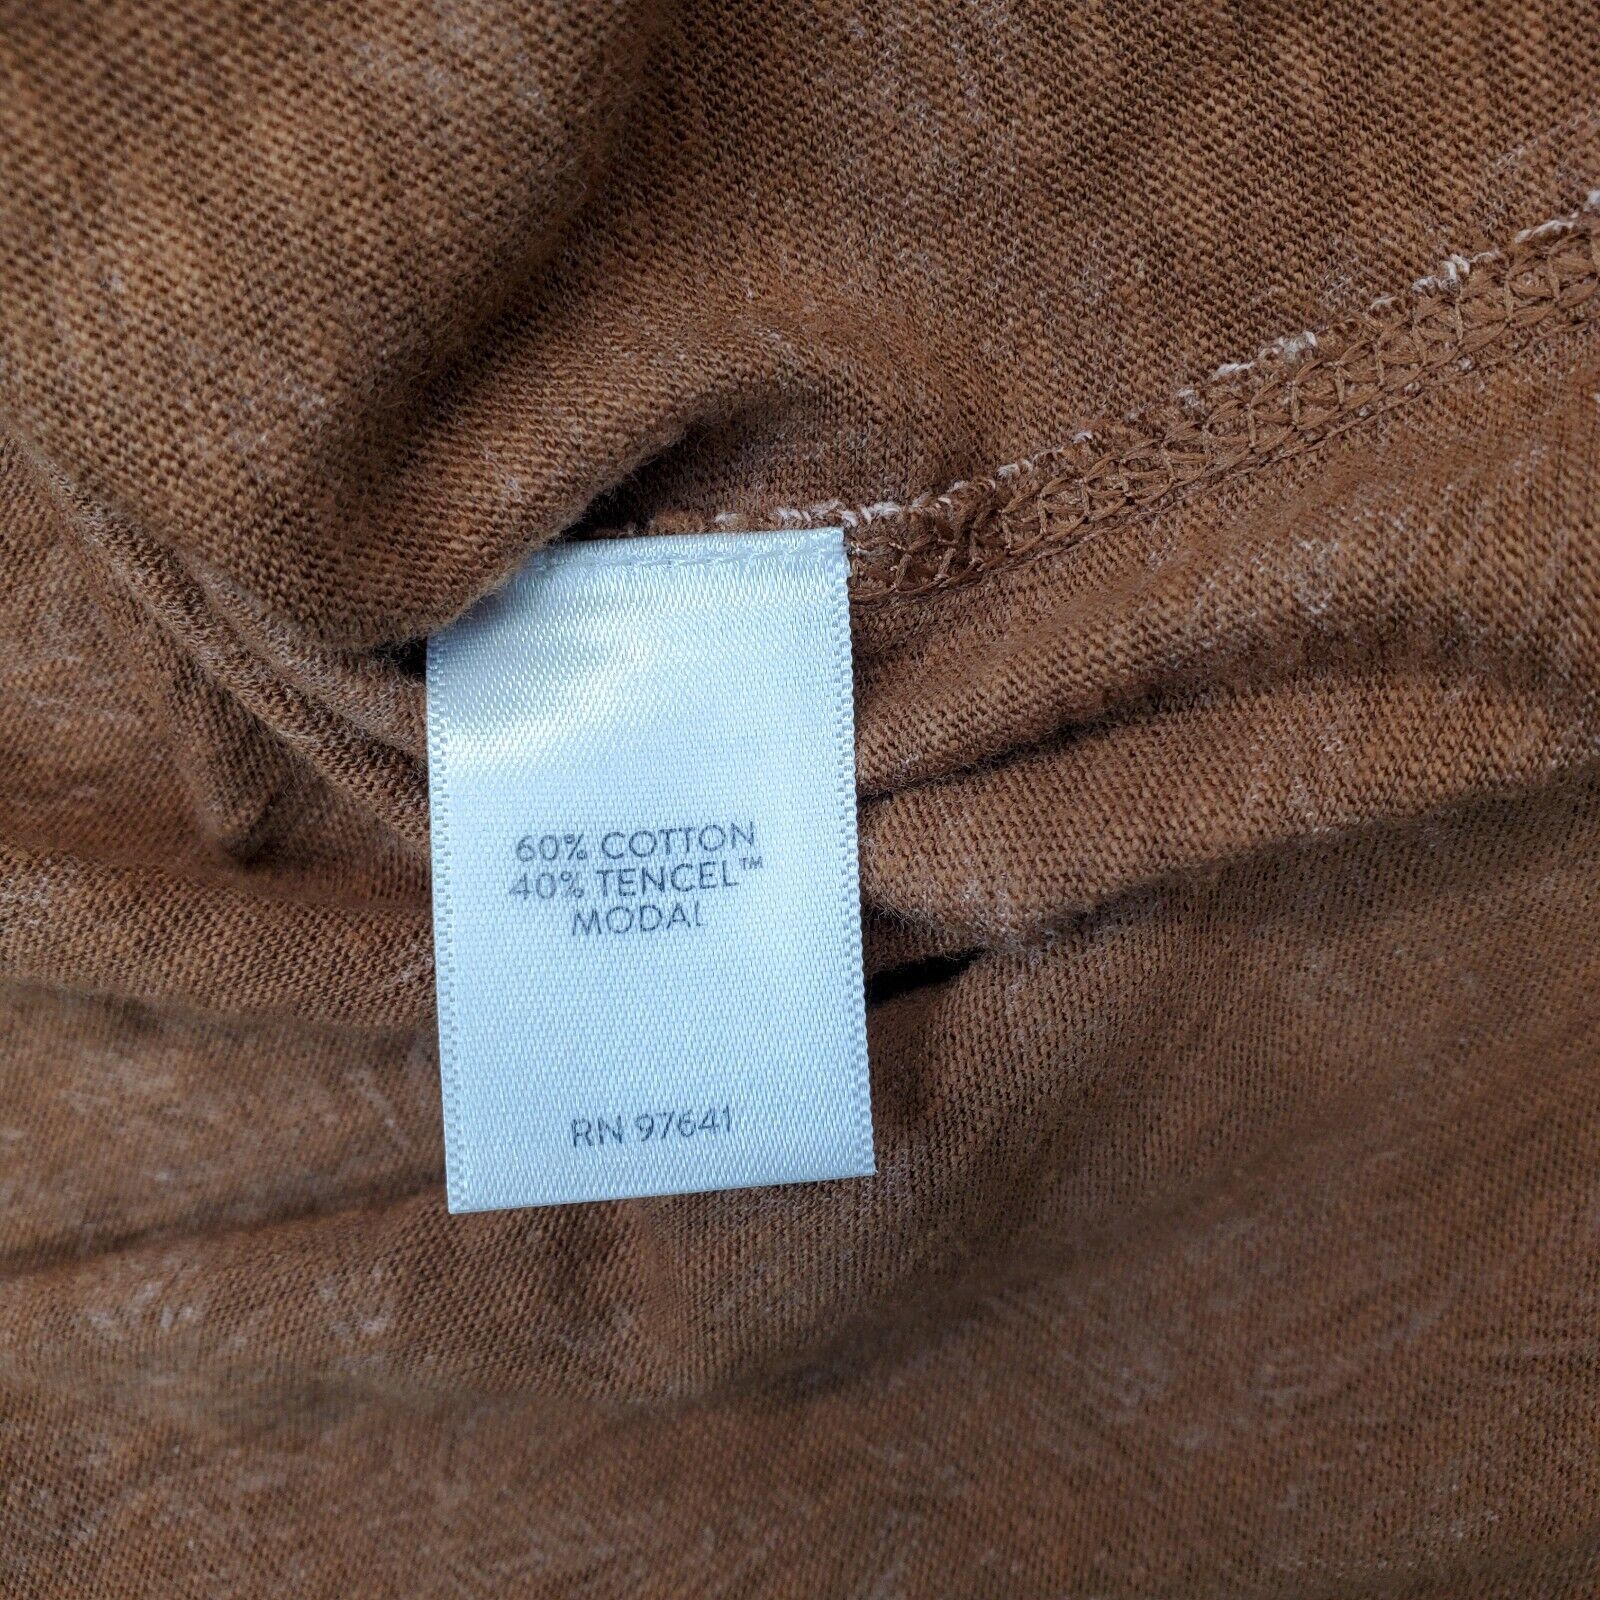 60% COTTON
40% TENCEL™
MODAL
RN 97641